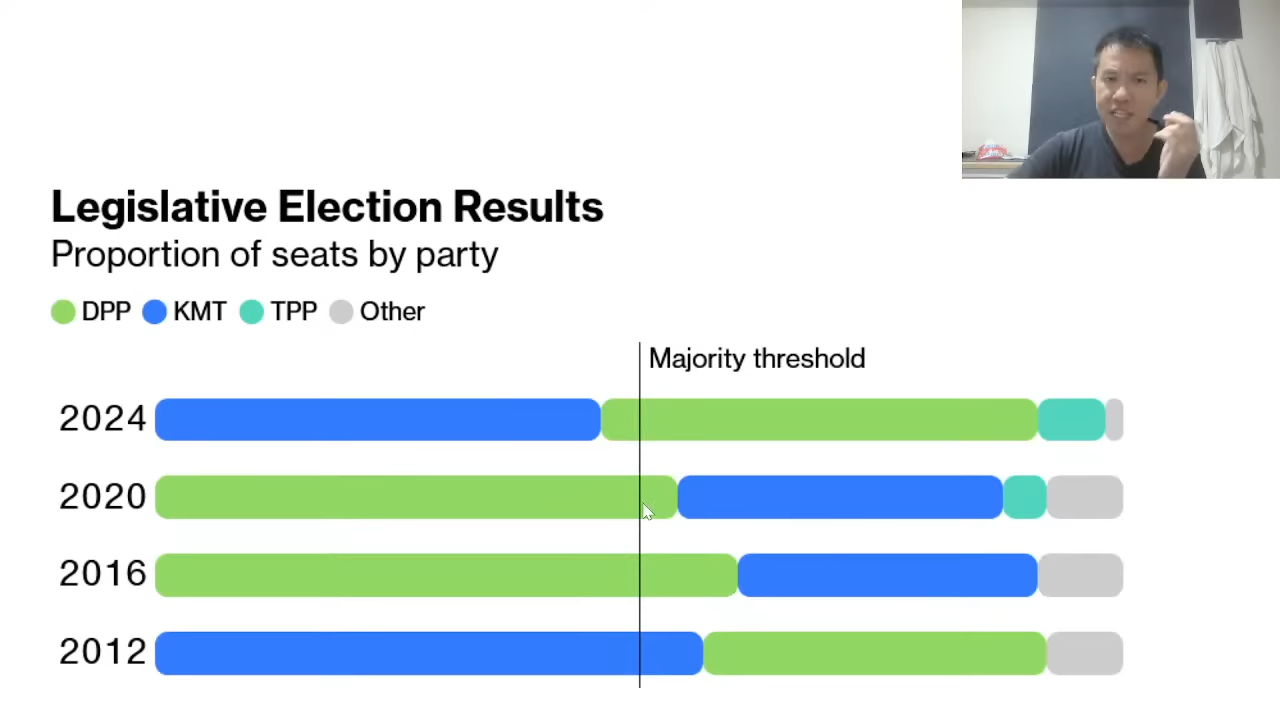 Legislative Election Results
Proportion of seats by party
DPP KMT TPP Other
Majority threshold
2024
2020
2016
2012